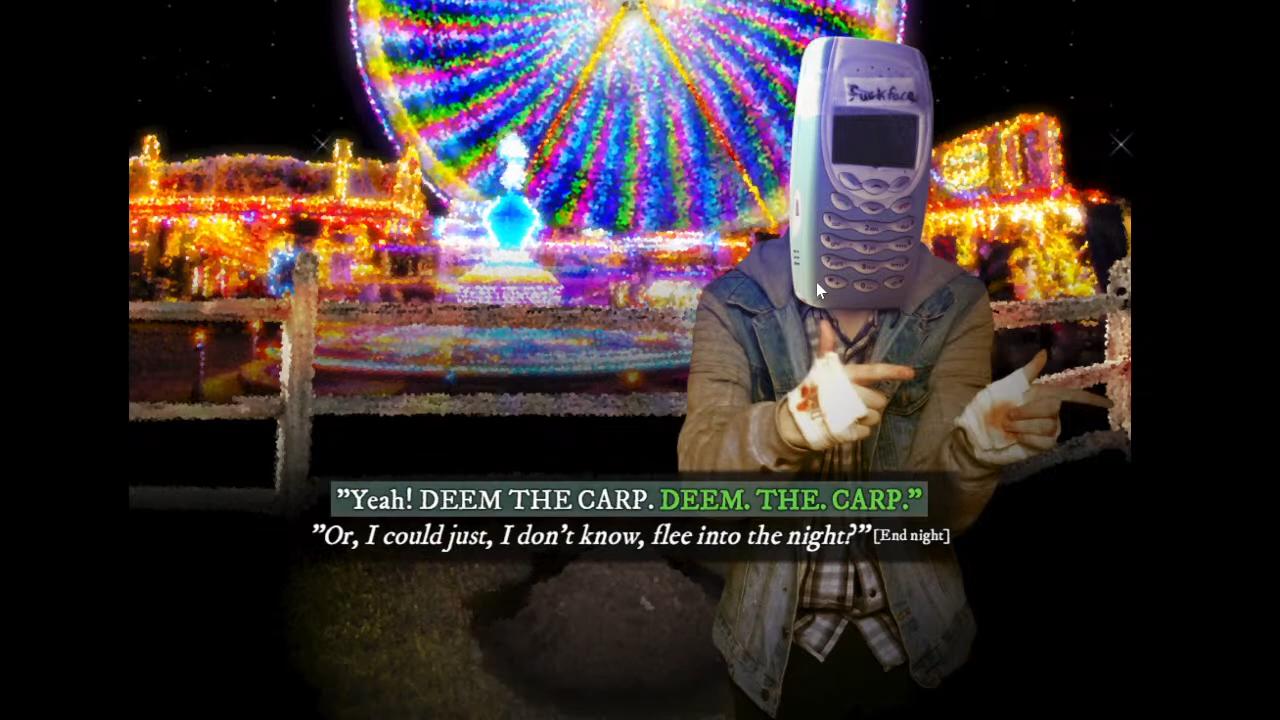 Fuckface
"Yeah! DEEM THE CARP. DEEM. THE. CARP."
"Or, I could just, I don't know, flee into the night?" [End night]